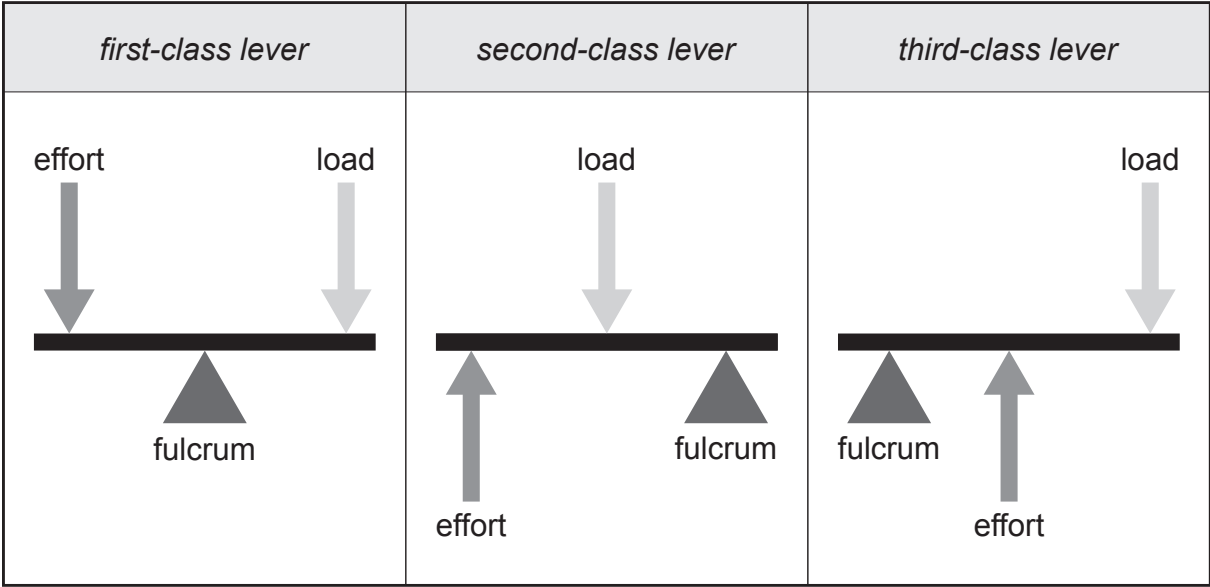 first-class lever
second-class lever
third-class lever
effort
load
fulcrum
load
fulcrum
effort
load
fulcrum
effort